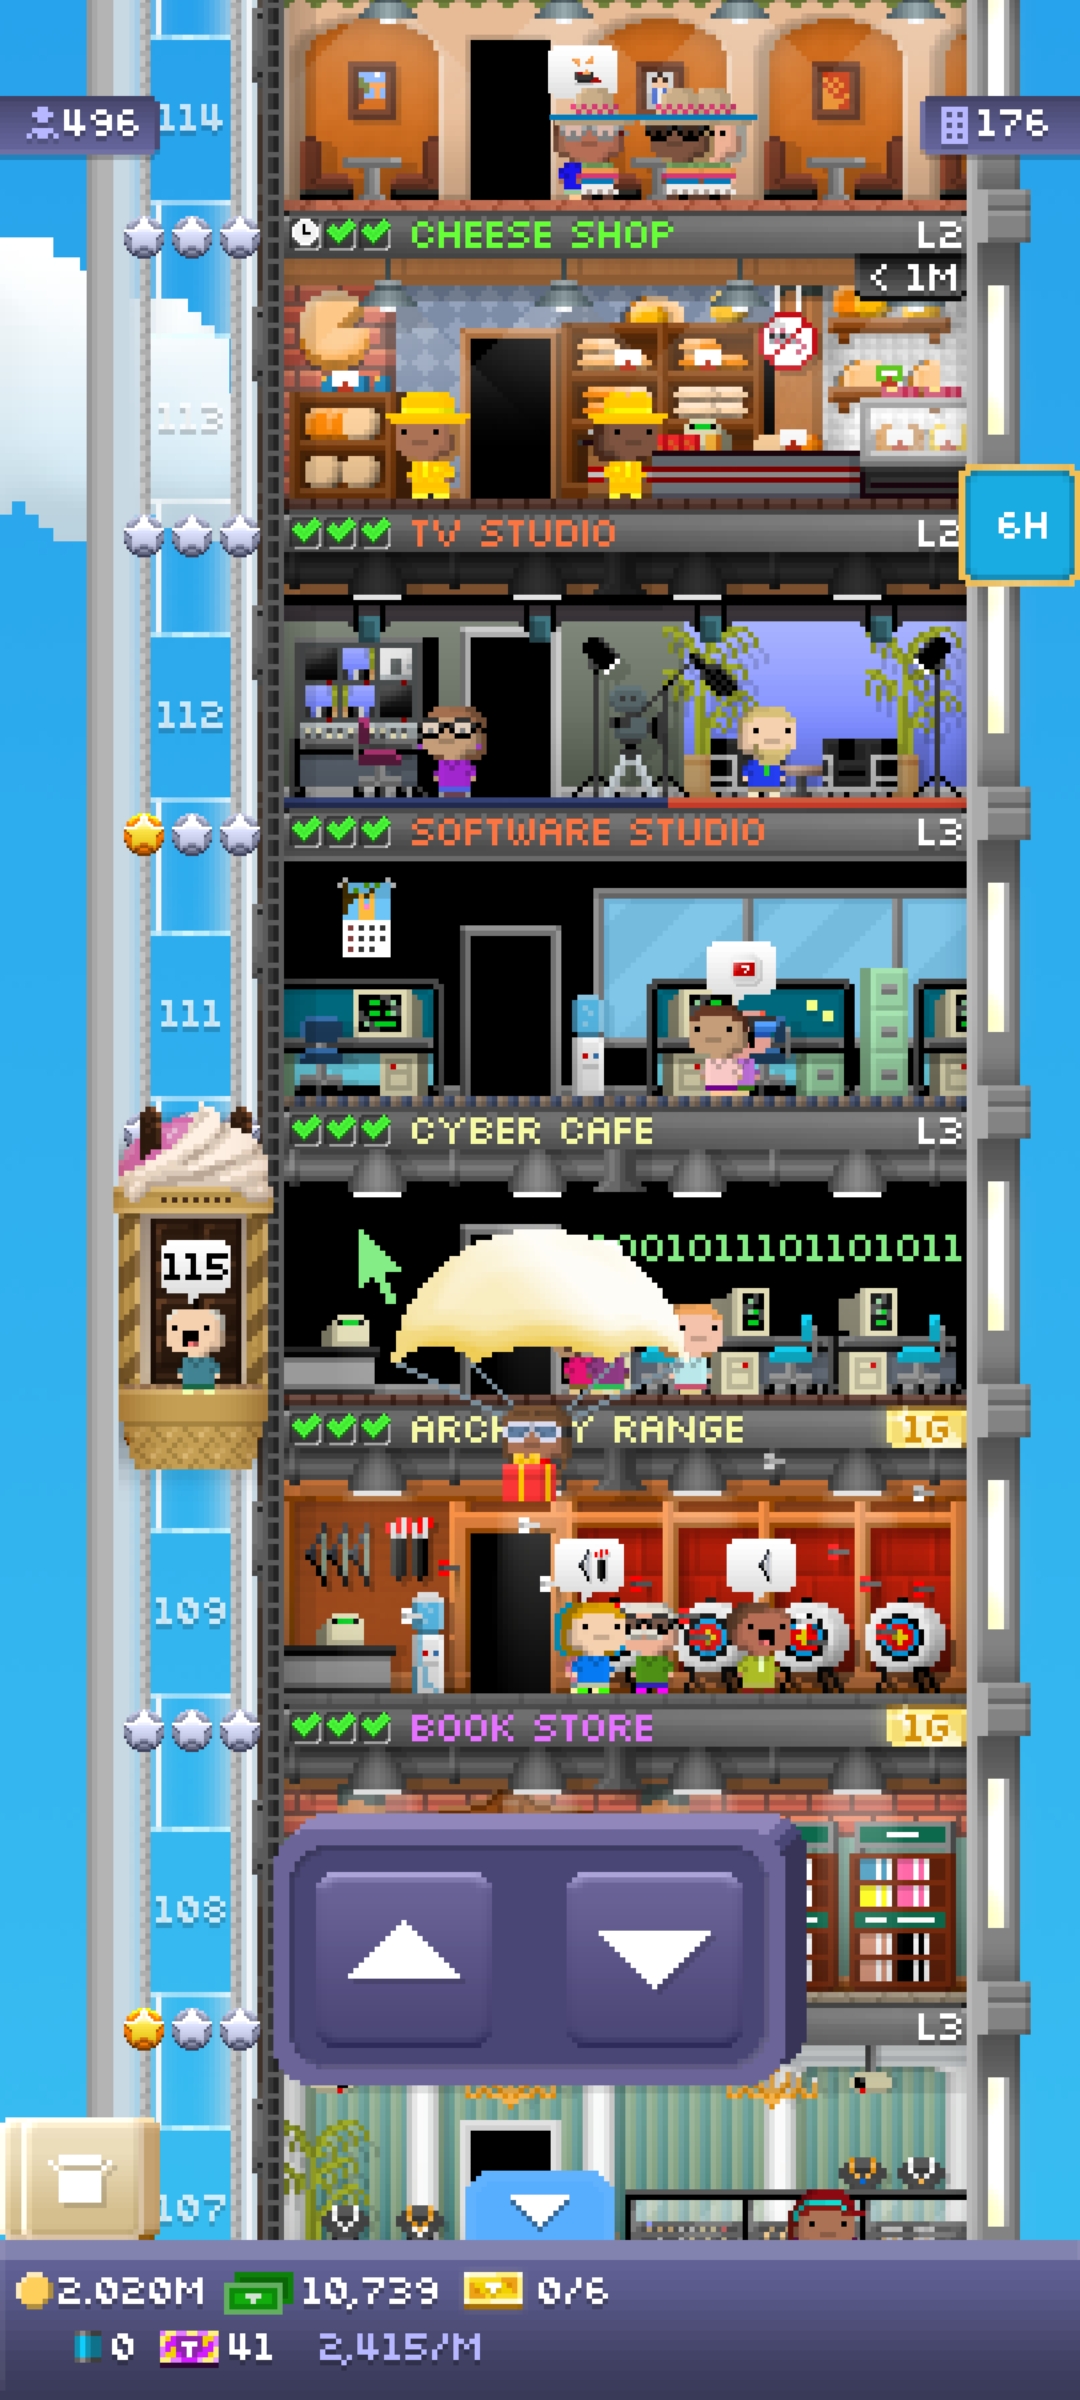 496
114
176
CHEESE SHOP
L2
< 1M
113
TV STUDIO
L2
6H
112
SOFTWARE STUDIO
L3
111
CYBER CAFE
L3
001011101101011
115
ARCH Y RANGE
1G
109
BOOK STORE
1G
108
L3
107
2.020M 10,739 0/6
0 41 2,415/M